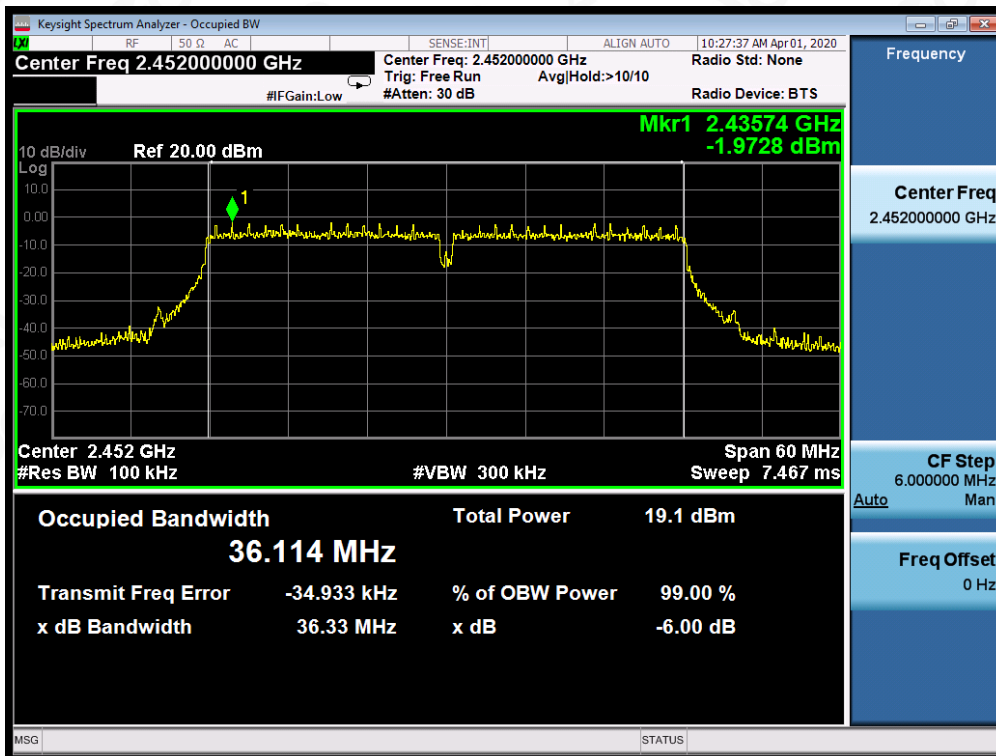 Keysight Spectrum Analyzer - Occupied BW
LXI RF 50 Ω AC SENSE:INT ALIGN AUTO 10:27:37 AM Apr 01, 2020
Center Freq 2.452000000 GHz
Center Freq: 2.452000000 GHz Radio Std: None
Trig: Free Run Avg|Hold:>10/10
#IFGain:Low #Atten: 30 dB Radio Device: BTS
Frequency
Mkr1 2.43574 GHz
-1.9728 dBm
10 dB/div Ref 20.00 dBm
Log
10.0
0.00
-10.0
-20.0
-30.0
-40.0
-50.0
-60.0
-70.0
1
Center 2.452 GHz Span 60 MHz
#Res BW 100 kHz #VBW 300 kHz Sweep 7.467 ms
Occupied Bandwidth Total Power 19.1 dBm
36.114 MHz
Transmit Freq Error -34.933 kHz % of OBW Power 99.00 %
x dB Bandwidth 36.33 MHz x dB -6.00 dB
Center Freq
2.452000000 GHz
CF Step
6.000000 MHz
Auto Man
Freq Offset
0 Hz
MSG STATUS